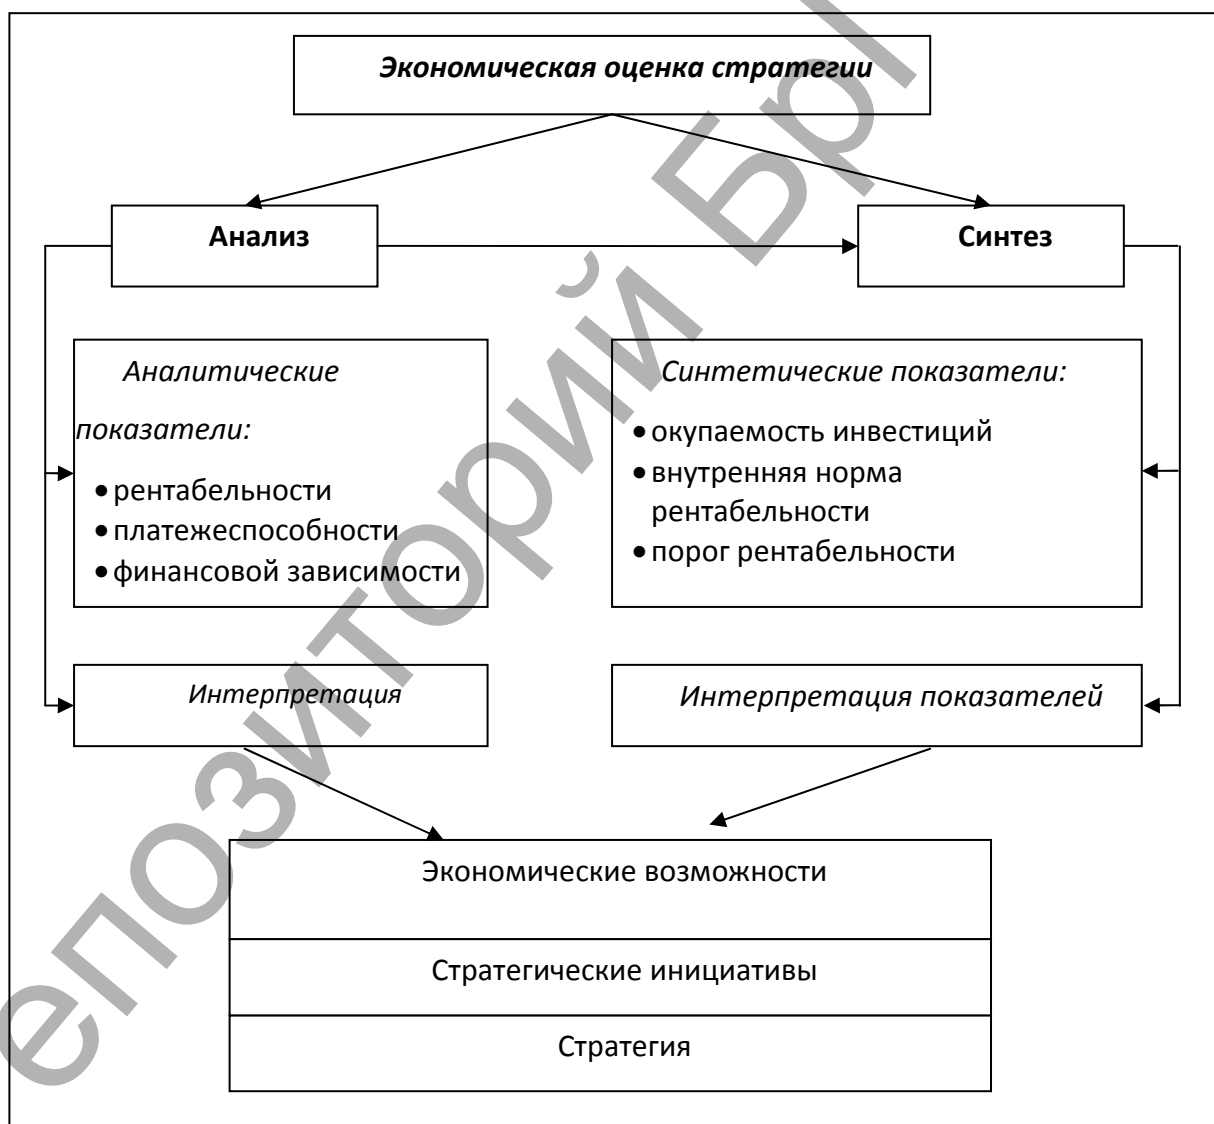 Экономическая оценка стратегии
Анализ
Синтез
Аналитические
показатели:
• рентабельности
• платежеспособности
• финансовой зависимости
Синтетические показатели:
• окупаемость инвестиций
• внутренняя норма
рентабельности
• порог рентабельности
Интерпретация
Интерпретация показателей
Экономические возможности
Стратегические инициативы
Стратегия
епозиторий